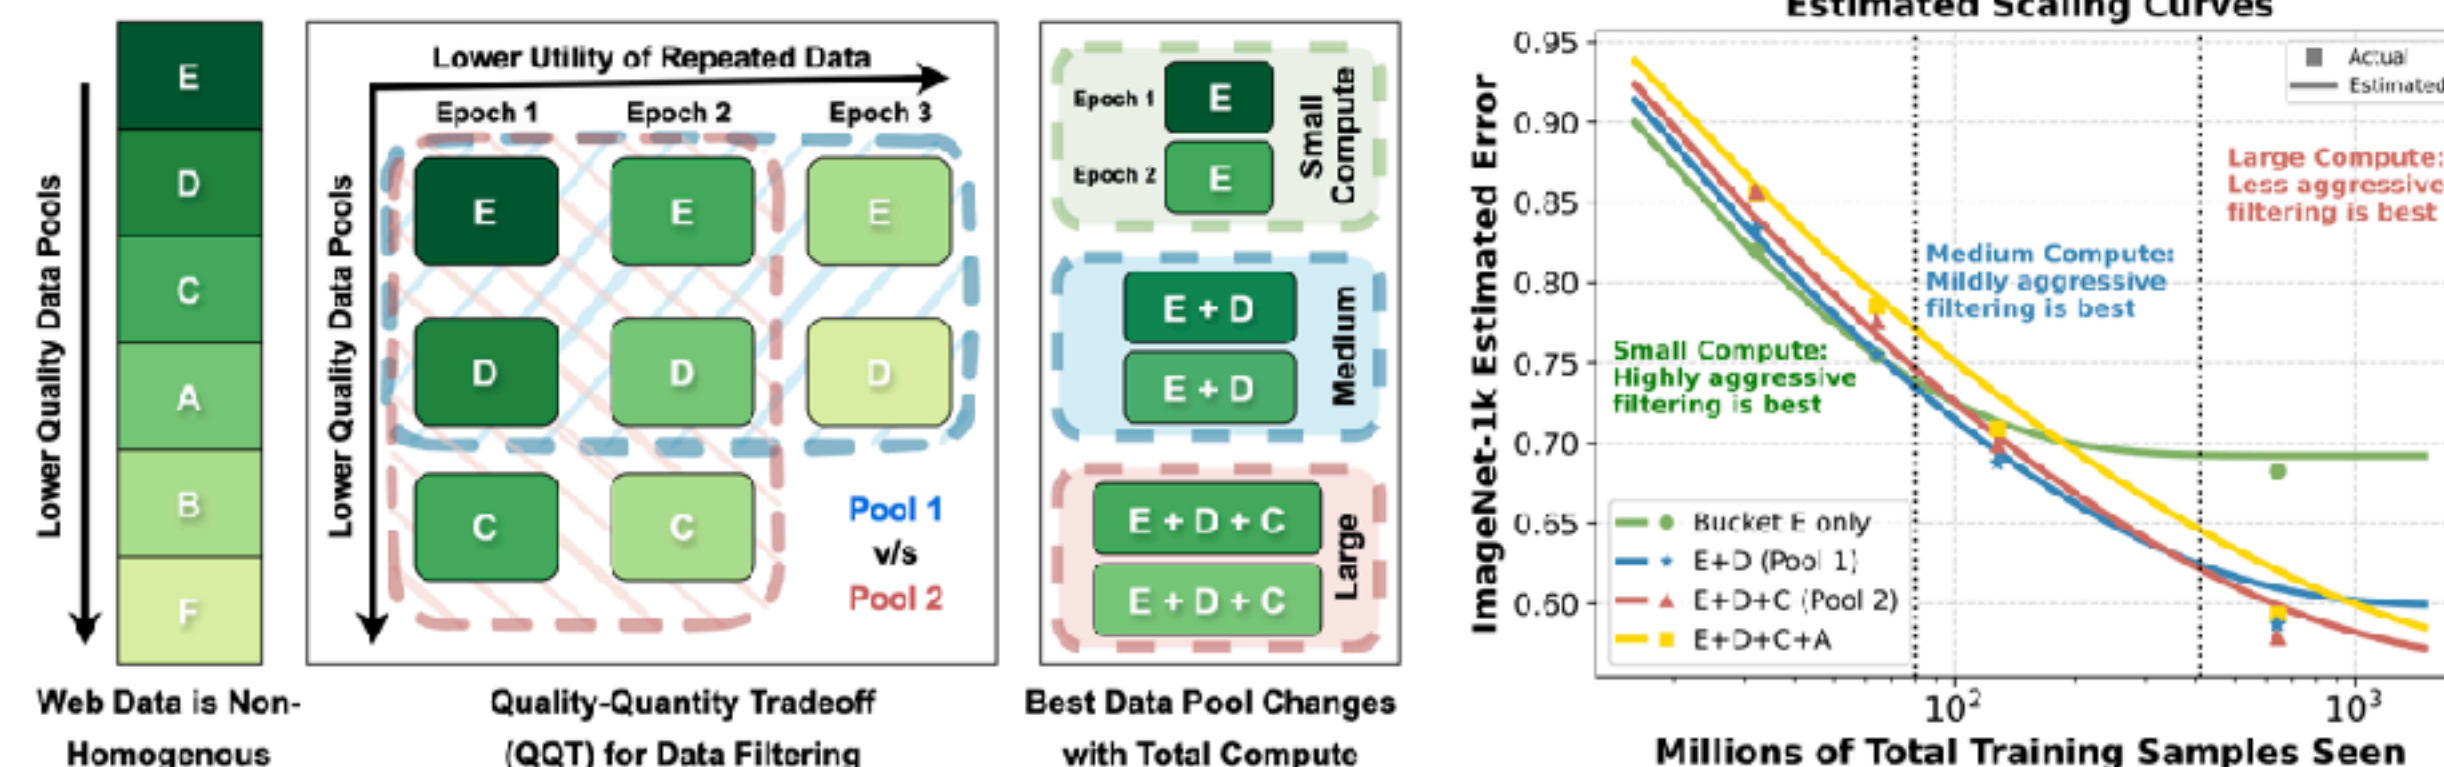 Lower Quality Data Pools
E
D
C
A
B
F
Web Data is Non-
Homogenous
Lower Utility of Repeated Data
Lower Quality Data Pools
Epoch 1
Epoch 2
Epoch 3
E
E
E
D
D
D
C
C
Pool 1
v/s
Pool 2
Quality-Quantity Tradeoff
(QQT) for Data Filtering
Epoch 1
E
Epoch 2
E
Small
Compute
E + D
E + D
Medium
E + D + C
E + D + C
Large
Best Data Pool Changes
with Total Compute
Estimated Scaling Curves
ImageNet-1k Estimated Error
0.95
0.90
0.85
0.80
0.75
0.70
0.65
0.60
Actual
Estimated
Large Compute:
Less aggressive
filtering is best
Medium Compute:
Mildly aggressive
filtering is best
Small Compute:
Highly aggressive
filtering is best
Bucket E only
E+D (Pool 1)
E+D+C (Pool 2)
E+D+C+A
10²
10³
Millions of Total Training Samples Seen